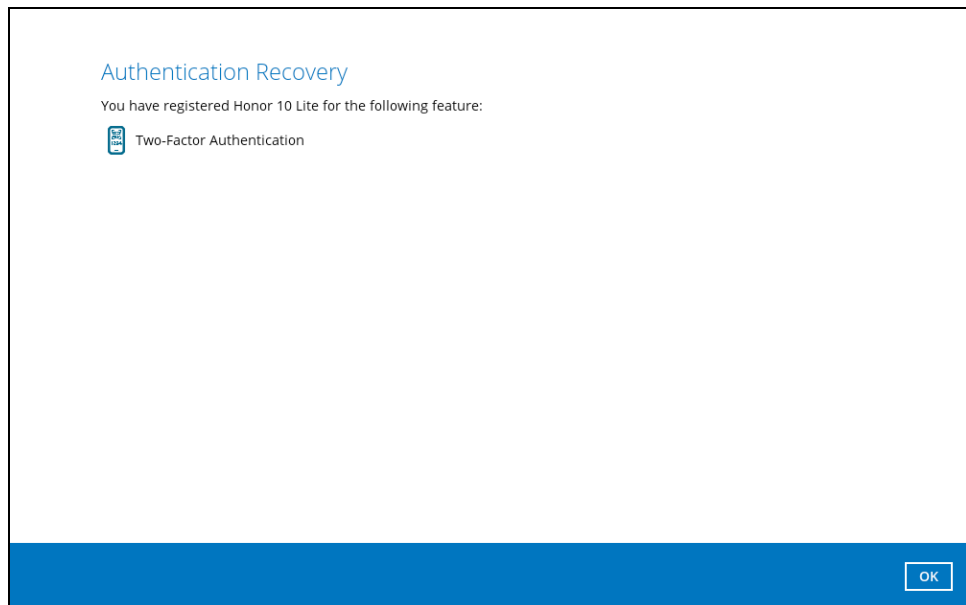 Authentication Recovery
You have registered Honor 10 Lite for the following feature:
Two-Factor Authentication
OK